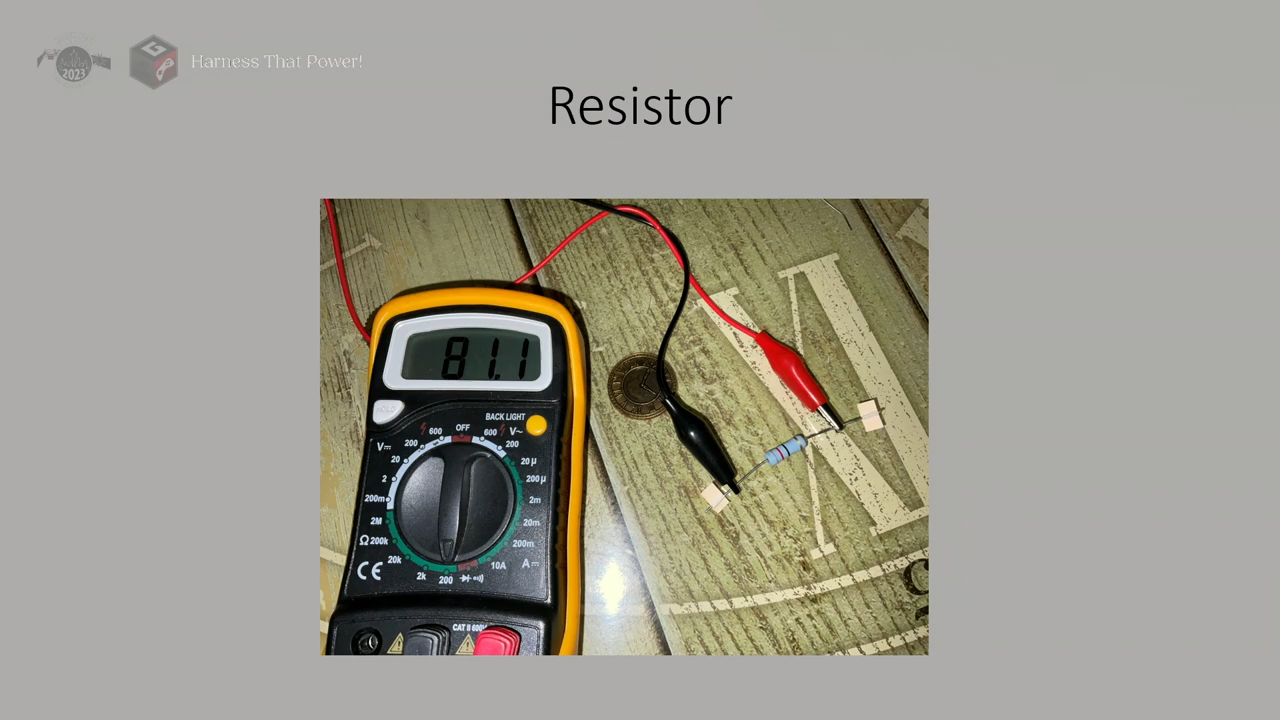 2023
G
Harness That Power!
Resistor
81.1
HOLD
BACK LIGHT
OFF
600
600
V⎓
V~
200
200
20
20μ
2
200μ
200m
2m
2M
20m
Ω
200k
200m
20k
10A
A⎓
CE
2k
200
CAT II 600V